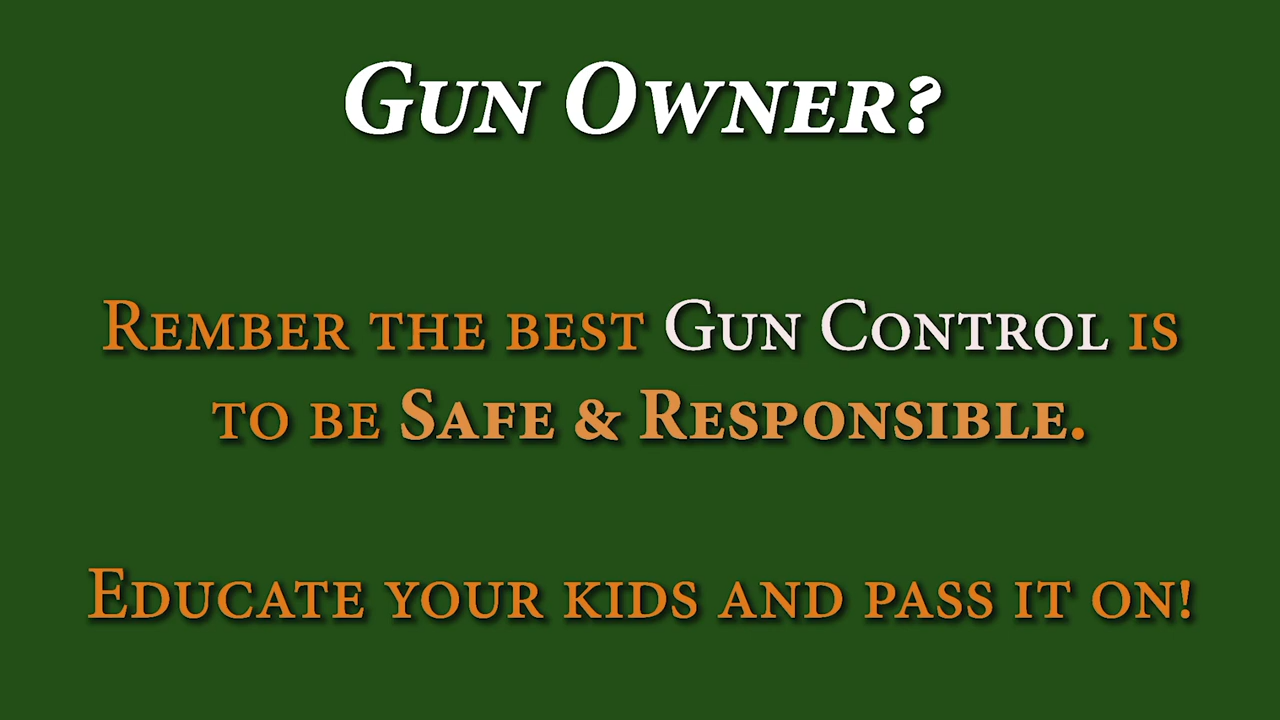 Gun Owner?
Rember the best Gun Control is
to be Safe & Responsible.
Educate your kids and pass it on!